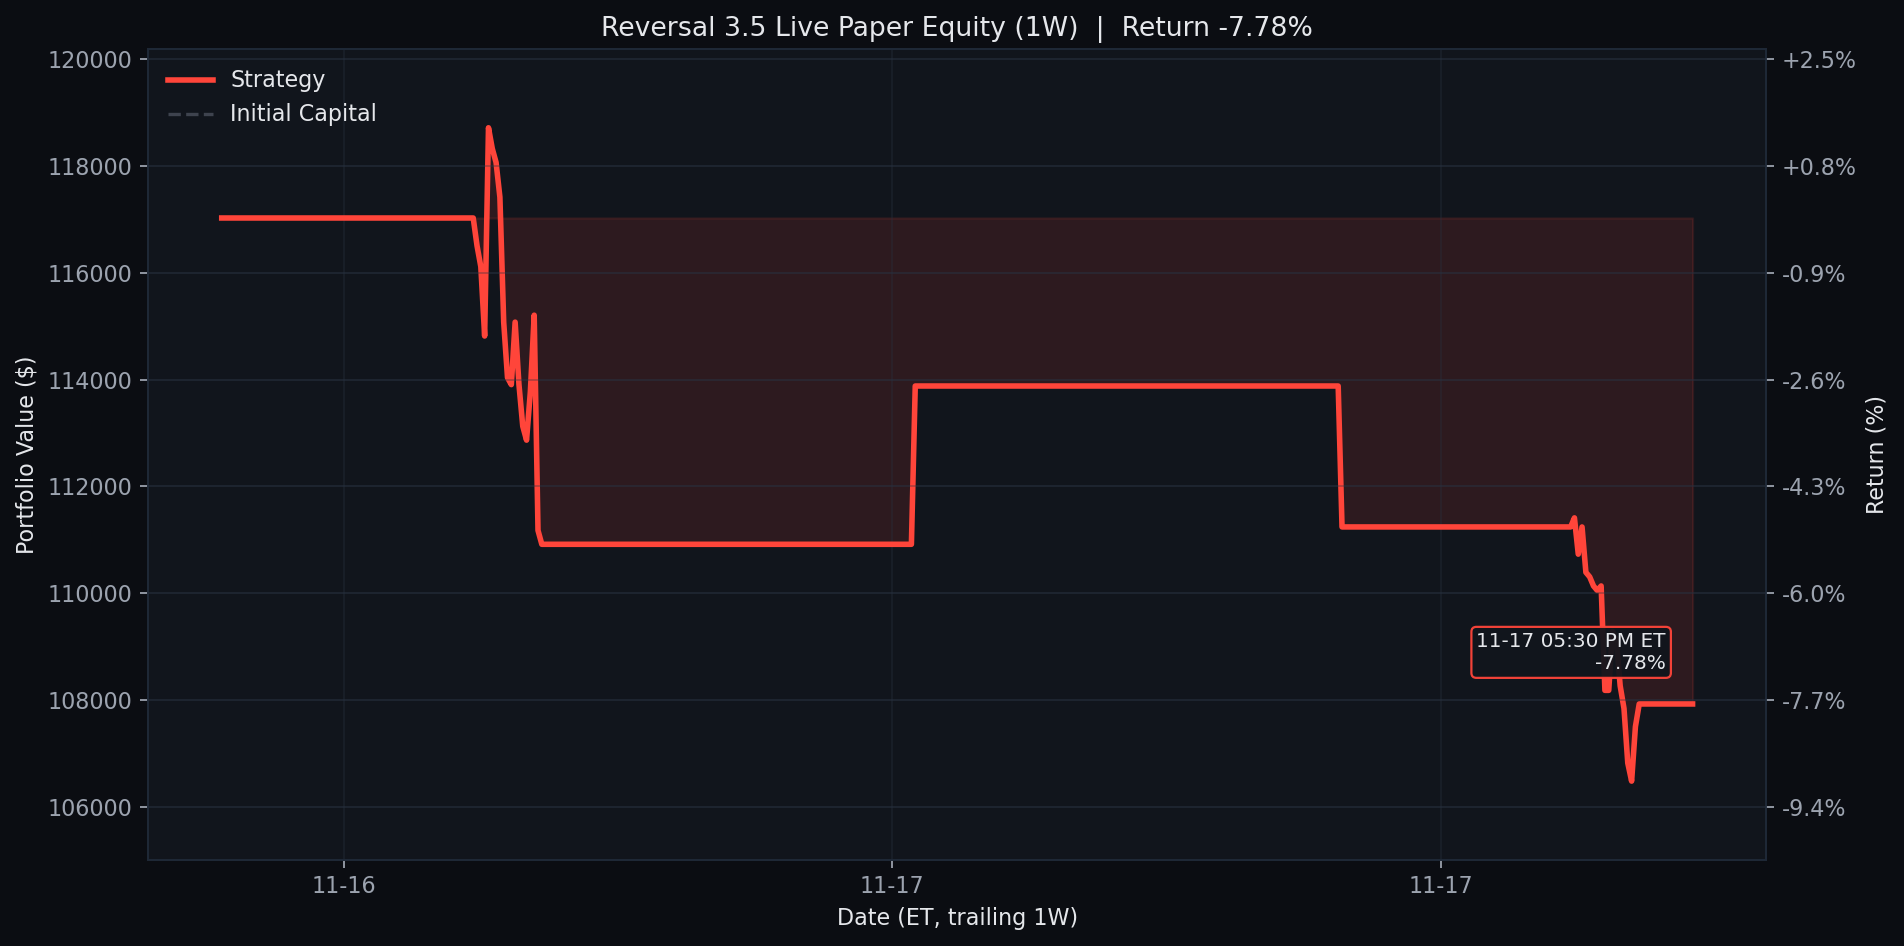 Reversal 3.5 Live Paper Equity (1W)  |  Return -7.78%
Strategy
Initial Capital
120000
118000
116000
114000
112000
110000
108000
106000
Portfolio Value ($)
+2.5%
+0.8%
-0.9%
-2.6%
-4.3%
-6.0%
-7.7%
-9.4%
Return (%)
11-17 05:30 PM ET
-7.78%
11-16
11-17
11-17
Date (ET, trailing 1W)